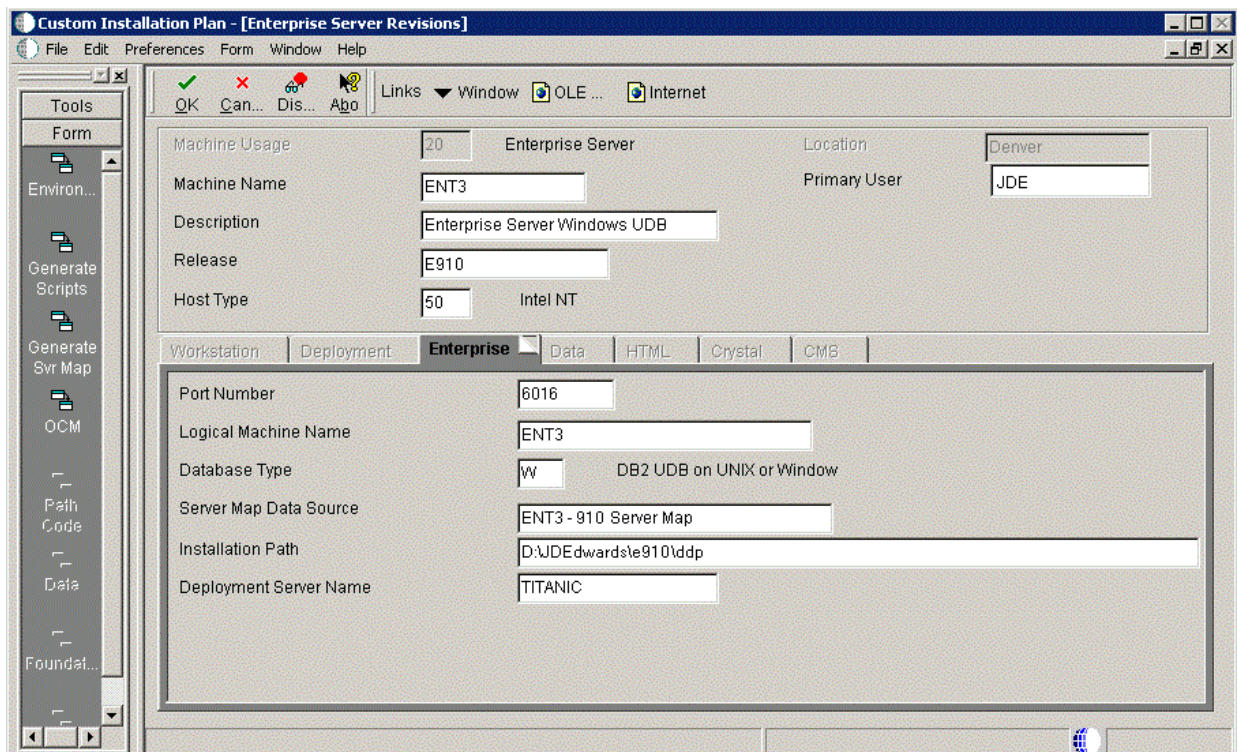 Custom Installation Plan - [Enterprise Server Revisions]
File Edit Preferences Form Window Help
OK Can... Dis... Abo Links Window OLE ... Internet
Tools
Form
Environ...
Generate
Scripts
Generate
Svr Map
OCM
Path
Code
Data
Foundat...
Machine Usage 20 Enterprise Server Location Denver
Machine Name ENT3 Primary User JDE
Description Enterprise Server Windows UDB
Release E910
Host Type 50 Intel NT
Workstation Deployment Enterprise Data HTML Crystal CMS
Port Number 6016
Logical Machine Name ENT3
Database Type W DB2 UDB on UNIX or Window
Server Map Data Source ENT3 - 910 Server Map
Installation Path D:\JDEdwards\e910\ddp
Deployment Server Name TITANIC